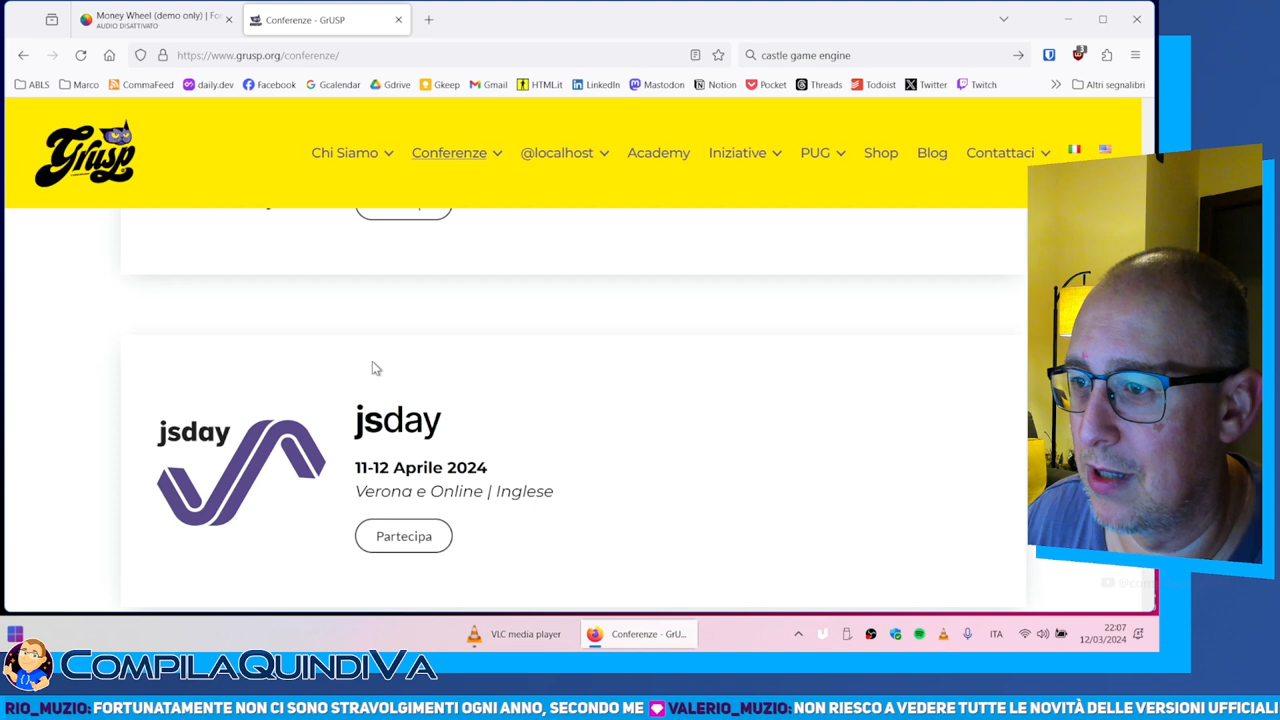 Money Wheel (demo only) | Fo
AUDIO DISATTIVATO
Conferenze - GrUSP
https://www.grusp.org/conferenze/
castle game engine
3
ABLS
Marco
CommaFeed
daily.dev
Facebook
Gcalendar
Gdrive
Gkeep
Gmail
HTMLit
LinkedIn
Mastodon
Notion
Pocket
Threads
Todoist
Twitter
Twitch
Altri segnalibri
Grusp
Chi Siamo
Conferenze
@localhost
Academy
Iniziative
PUG
Shop
Blog
Contattaci
jsday
jsday
11-12 Aprile 2024
Verona e Online | Inglese
Partecipa
VLC media player
Conferenze - GrU...
ITA
22:07
12/03/2024
CompilaQuindiVa
RIO_MUZIO: FORTUNATAMENTE NON CI SONO STRAVOLGIMENTI OGNI ANNO, SECONDO ME VALERIO_MUZIO: NON RIESCO A VEDERE TUTTE LE NOVITÀ DELLE VERSIONI UFFICIALI